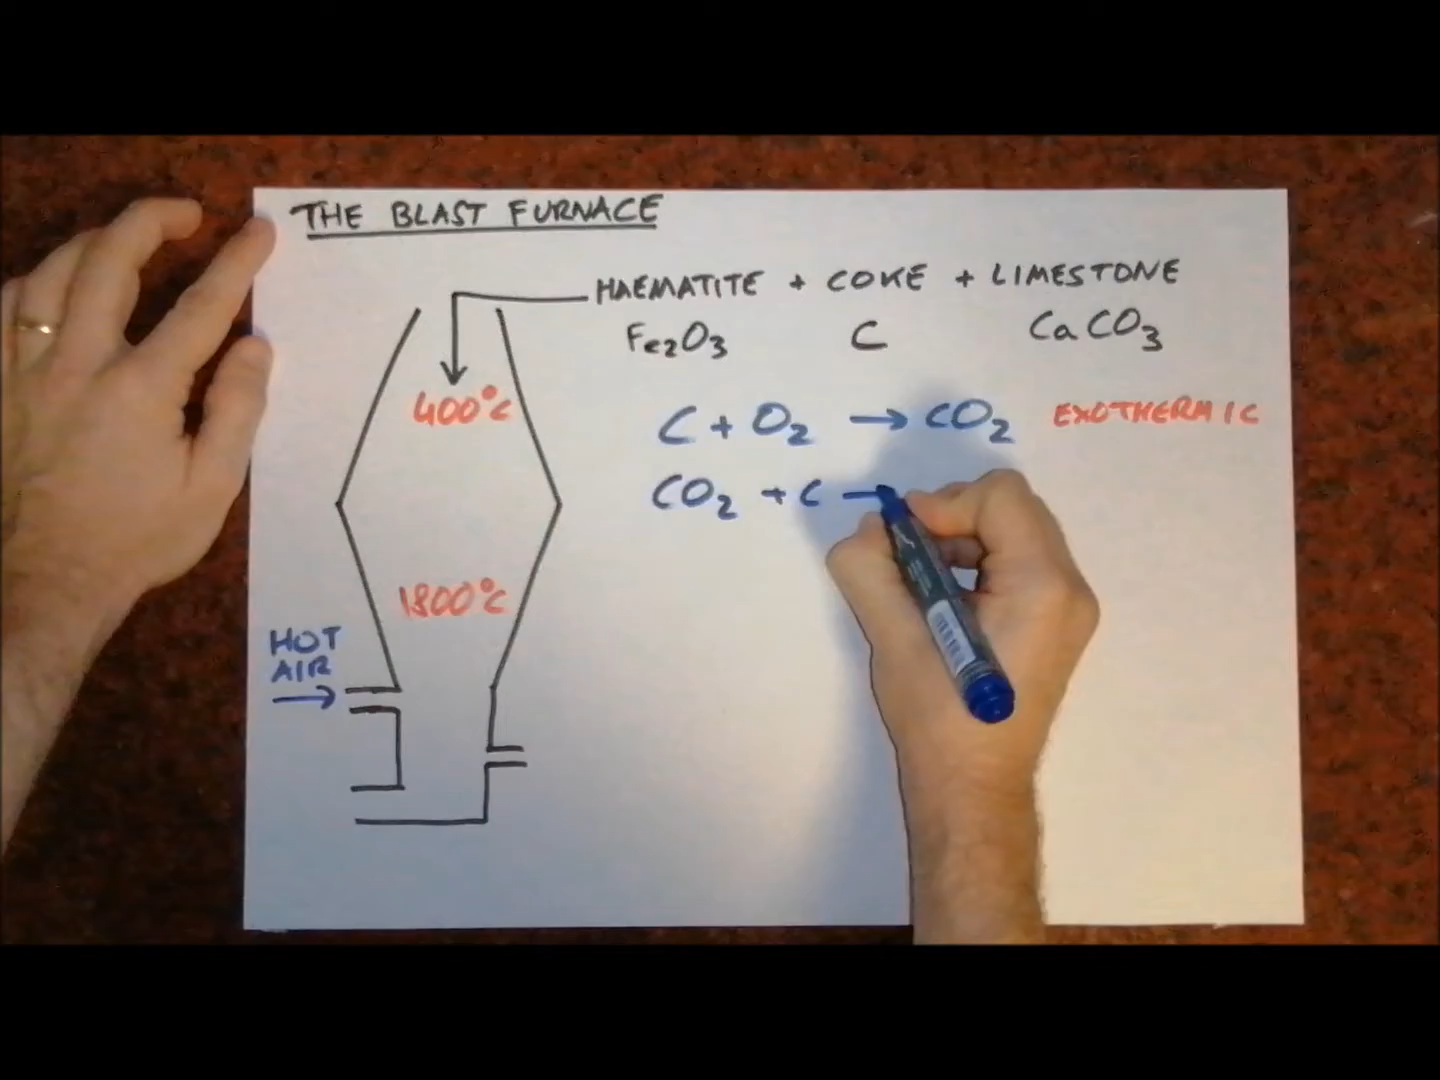 THE BLAST FURNACE
HAEMATITE + COKE + LIMESTONE
Fe₂O₃ C CaCO₃
400°C
C + O₂ → CO₂ EXOTHERMIC
CO₂ + C →
1800°C
HOT
AIR
→